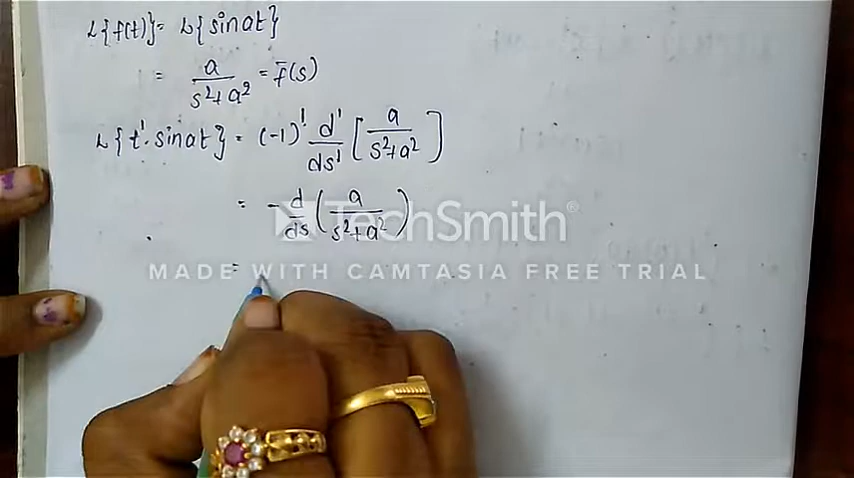 L{f(t)} = L{sinat}
= a/(s²+a²) = f̄(s)
L{t¹. sinat} = (-1)¹ d¹/ds¹ [a/(s²+a²)]
= - d/ds (a/(s²+a²))
TechSmith®
MADE WITH CAMTASIA FREE TRIAL
=